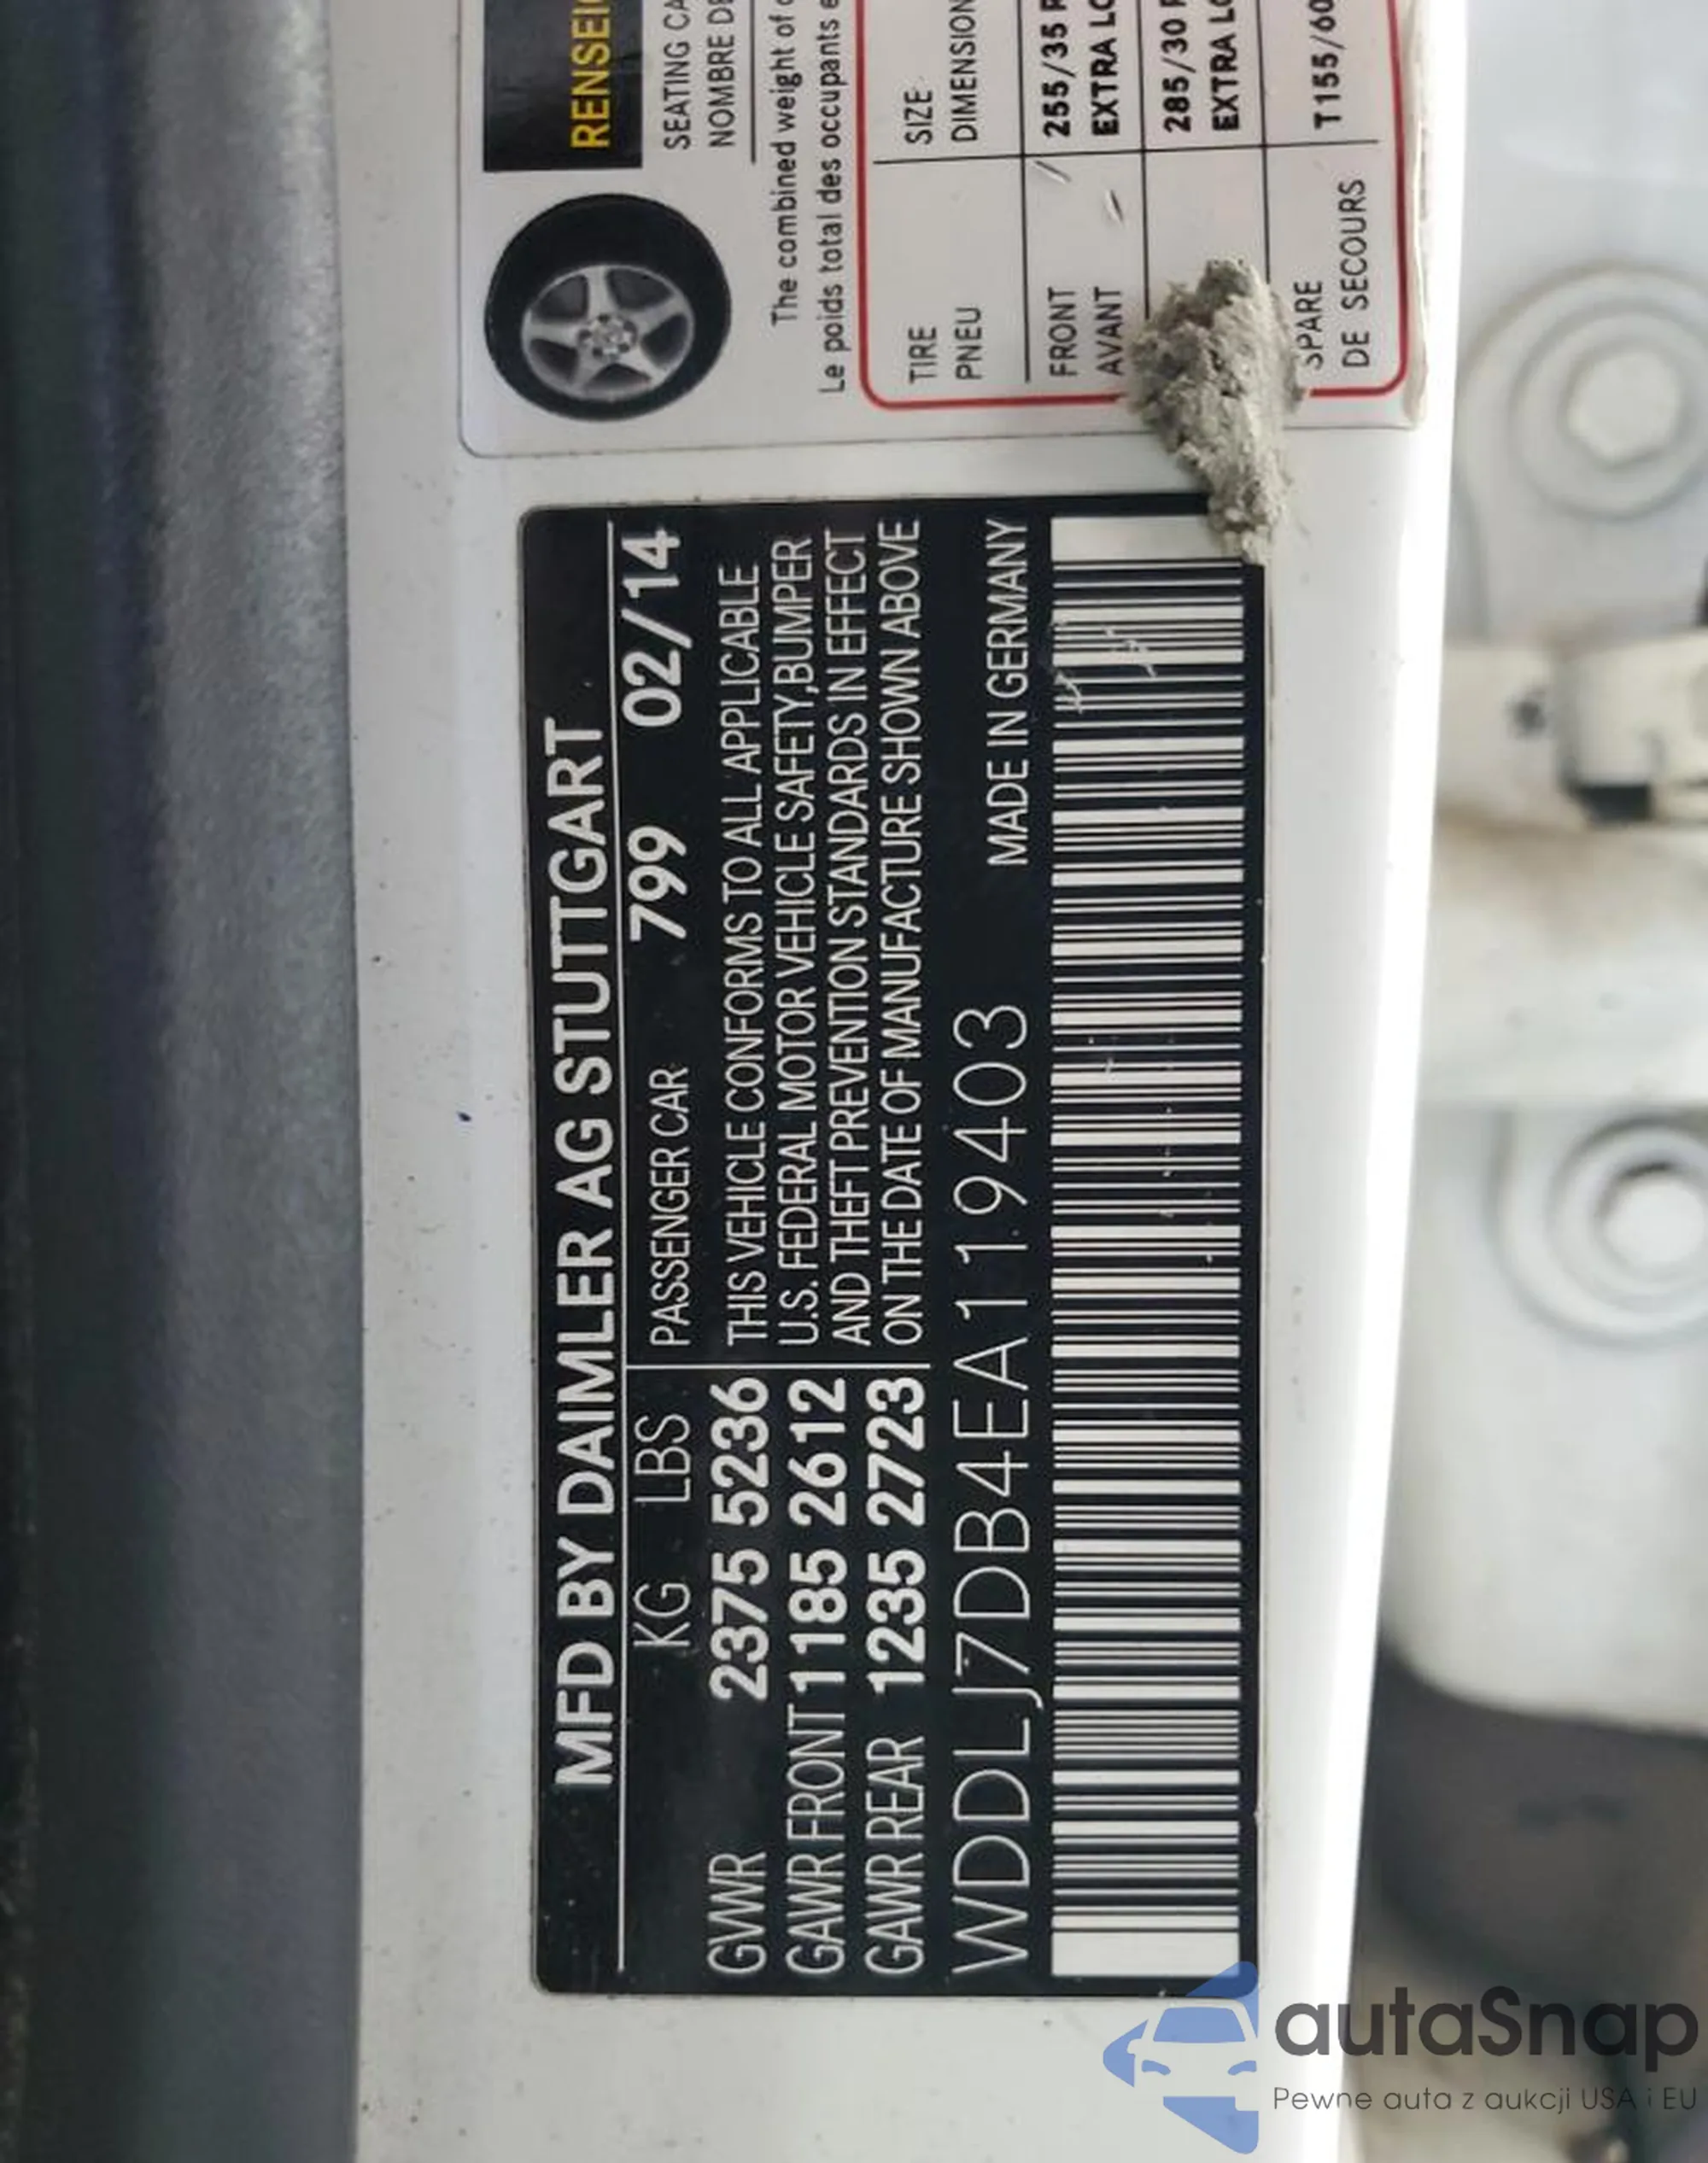 MFD BY DAIMLER AG STUTTGART
KG LBS PASSENGER CAR 799 02/14
GVWR 2375 5236 THIS VEHICLE CONFORMS TO ALL APPLICABLE
U.S. FEDERAL MOTOR VEHICLE SAFETY,BUMPER
GAWR FRONT 1185 2612 AND THEFT PREVENTION STANDARDS IN EFFECT
GAWR REAR 1235 2723 ON THE DATE OF MANUFACTURE SHOWN ABOVE
WDDLJ7DB4EA119403 MADE IN GERMANY
SEATING
NOMBRE
The combined weight of
Le poids total des occupants
TIRE SIZE
PNEU DIMENSION
FRONT 255/35
AVANT EXTRA
285/30
EXTRA
SPARE T155/60
DE SECOURS
autaSnap
Pewne auta z aukcji USA i EU